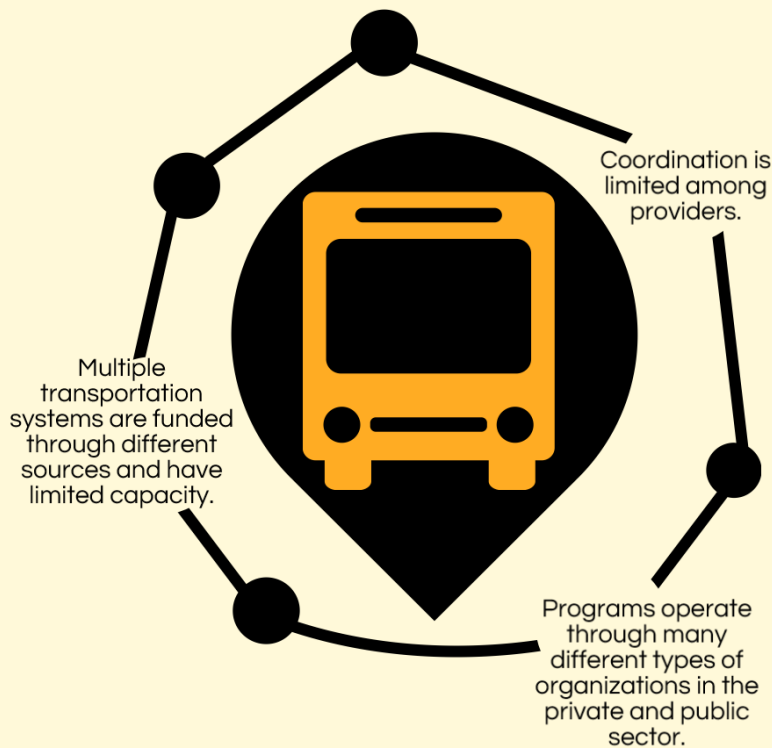 Coordination is
limited among
providers.
Multiple
transportation
systems are funded
through different
sources and have
limited capacity.
Programs operate
through many
different types of
organizations in the
private and public
sector.